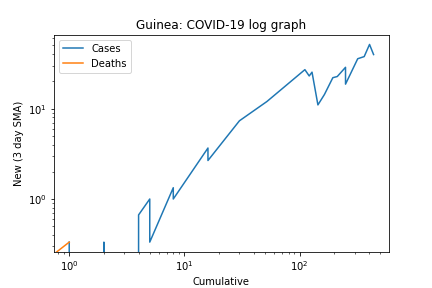 Guinea: COVID-19 log graph
Cases
Deaths
New (3 day SMA)
10¹
10⁰
10⁰
10¹
10²
Cumulative